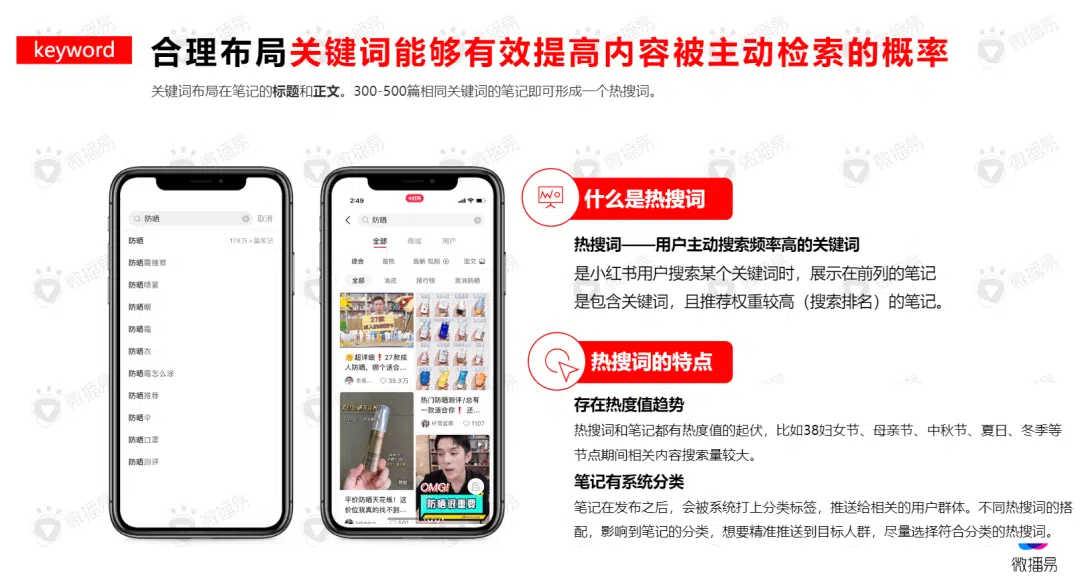 keyword
合理布局关键词能够有效提高内容被主动检索的概率
关键词布局在笔记的标题和正文。300-500篇相同关键词的笔记即可形成一个热搜词。
防晒
取消
防晒
178万+篇笔记
防晒霜推荐
防晒喷雾
防晒帽
防晒霜
防晒衣
防晒霜怎么涂
防晒推荐
防晒伞
防晒口罩
防晒测评
2:49
防晒
全部 商城 用户
综合 最热 最新 视频 图文
全部 油皮 排行榜 测评防晒
27款
超详细❗27款成
人防晒，哪个适合...
39.3万
热门防晒测评/总有
一款适合你❗ 还...
1107
平价防晒天花板！这
价位我真的找不到...
501
OMG!
防晒很重要
什么是热搜词
热搜词——用户主动搜索频率高的关键词
是小红书用户搜索某个关键词时，展示在前列的笔记
是包含关键词，且推荐权重较高（搜索排名）的笔记。
热搜词的特点
存在热度值趋势
热搜词和笔记都有热度值的起伏，比如38妇女节、母亲节、中秋节、夏日、冬季等
节点期间相关内容搜索量较大。
笔记有系统分类
笔记在发布之后，会被系统打上分类标签，推送给相关的用户群体。不同热搜词的搭
配，影响到笔记的分类，想要精准推送到目标人群，尽量选择符合分类的热搜词。
微播易